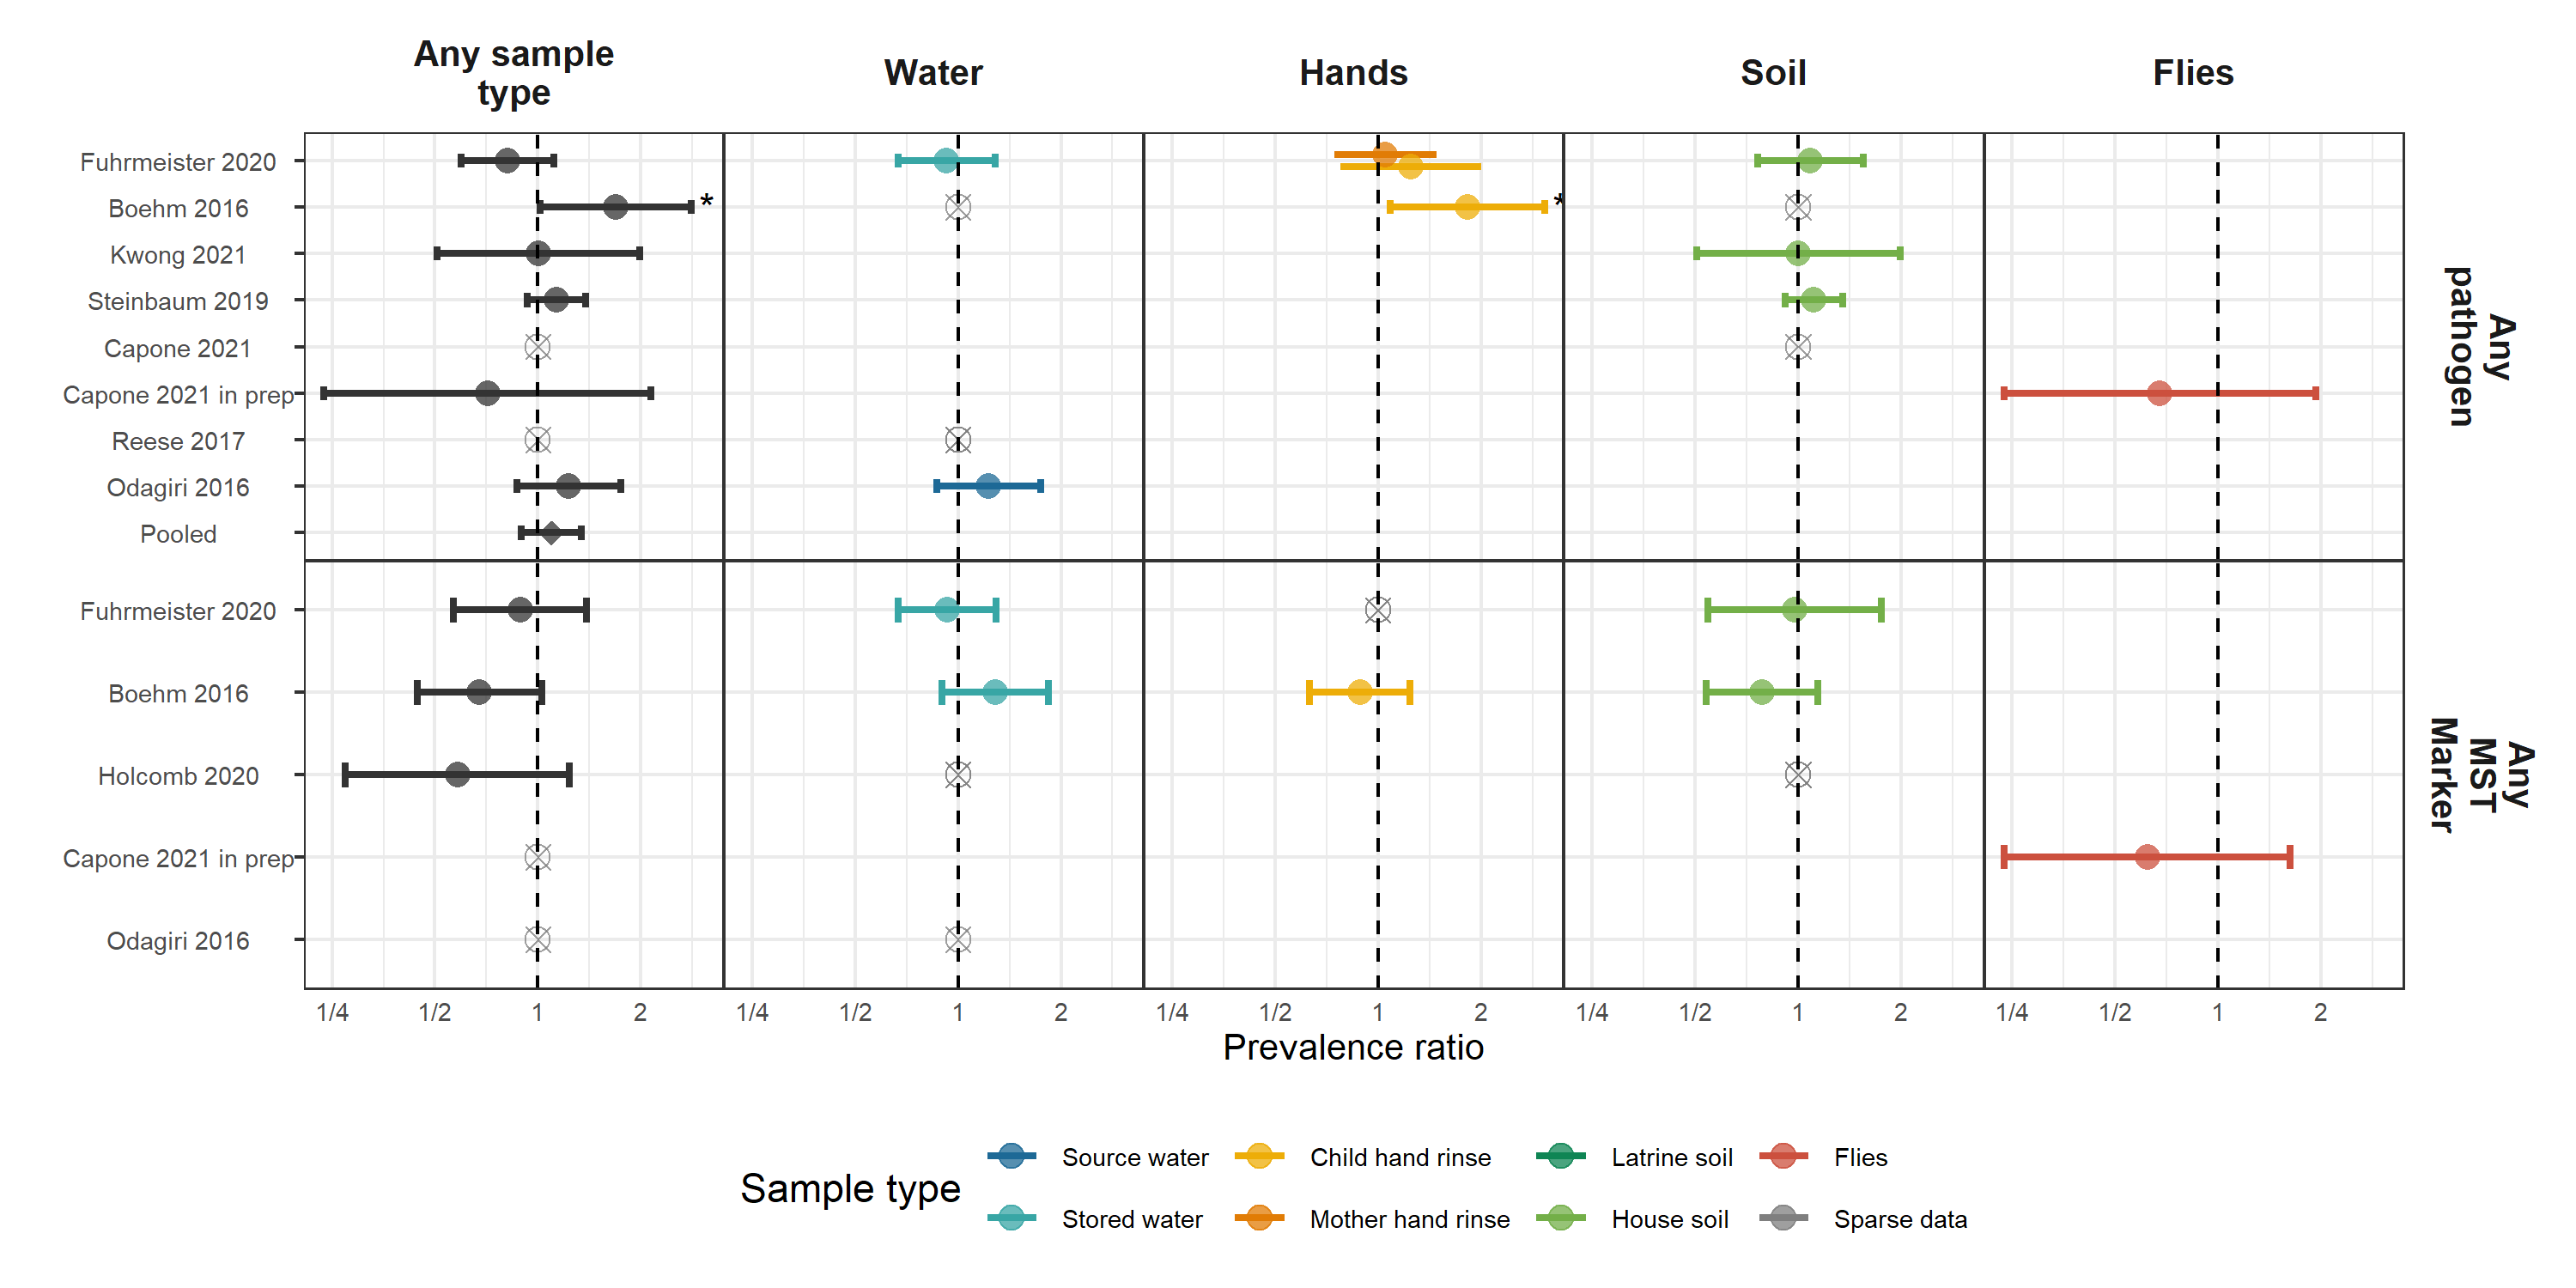 Any sample
type
Water
Hands
Soil
Flies
Fuhrmeister 2020
Boehm 2016
*
*
Kwong 2021
Steinbaum 2019
Capone 2021
Capone 2021 in prep
Reese 2017
Odagiri 2016
Pooled
Any
pathogen
Fuhrmeister 2020
Boehm 2016
Holcomb 2020
Capone 2021 in prep
Odagiri 2016
Any
MST
Marker
1/4 1/2 1 2 1/4 1/2 1 2 1/4 1/2 1 2 1/4 1/2 1 2 1/4 1/2 1 2
Prevalence ratio
Sample type
Source water
Child hand rinse
Latrine soil
Flies
Stored water
Mother hand rinse
House soil
Sparse data